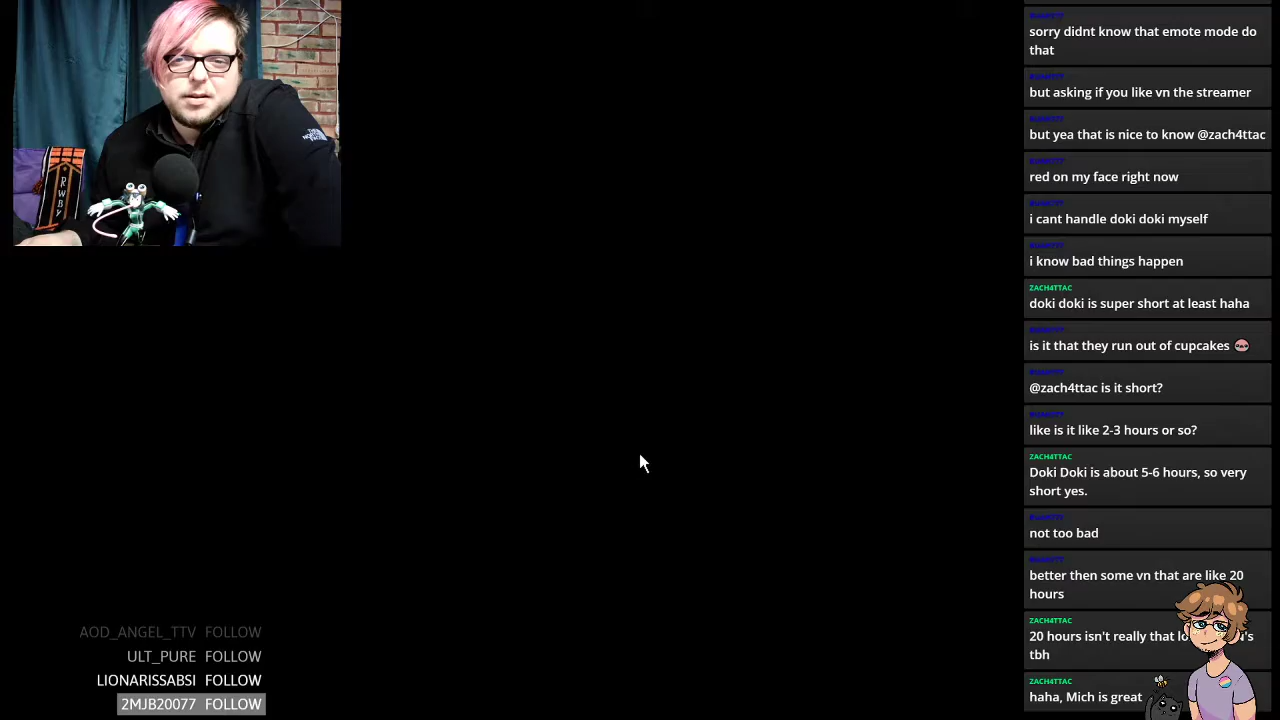 THE
NORTH
FACE
RWBY
sorry didnt know that enter mode do
that
but asking if you like vn the streamer
but yea that is nice to know @zach4ttac
red on my face right now
i cant handle doki doki myself
i know bad things happen
ZACH4TTAC
doki doki is super short at least haha
is it that they run out of cupcakes
@zach4ttac is it short?
like is it like 2-3 hours or so?
ZACH4TTAC
Doki Doki is about 5-6 hours, so very
short yes.
not too bad
better then some vn that are like 20
hours
ZACH4TTAC
20 hours isn't really that
tbh
ZACH4TTAC
haha, Mich is great
AOD_ANGEL_TTV FOLLOW
ULT_PURE FOLLOW
LIONARISSABSI FOLLOW
2MJB20077 FOLLOW